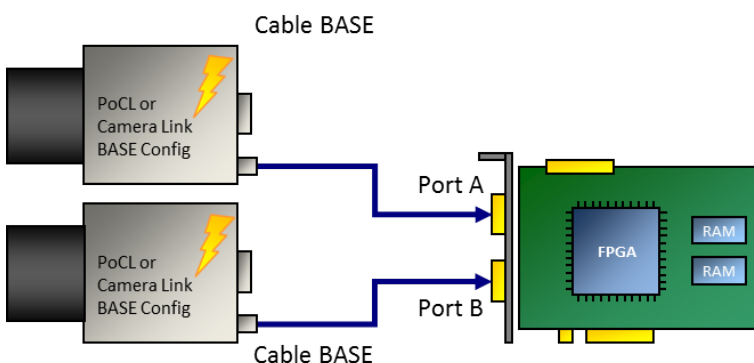 Cable BASE
PoCL or
Camera Link
BASE Config
Port A
FPGA
RAM
RAM
PoCL or
Camera Link
BASE Config
Port B
Cable BASE